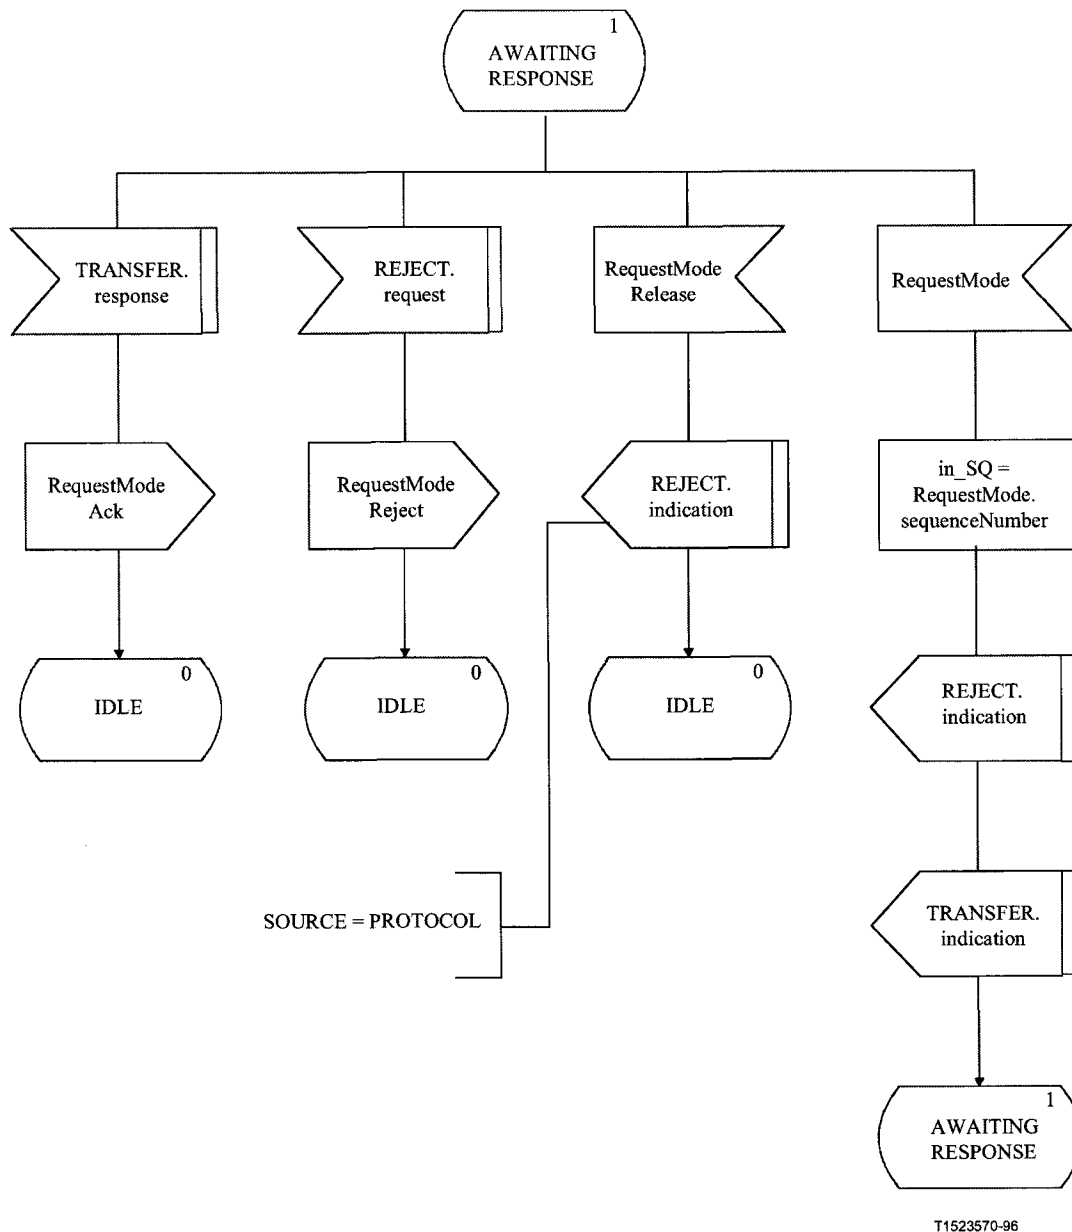 1
AWAITING
RESPONSE
TRANSFER.
response
REJECT.
request
RequestMode
Release
RequestMode
RequestMode
Ack
RequestMode
Reject
REJECT.
indication
in_SQ =
RequestMode.
sequenceNumber
0
IDLE
0
IDLE
0
IDLE
REJECT.
indication
SOURCE = PROTOCOL
TRANSFER.
indication
1
AWAITING
RESPONSE
T1523570-96